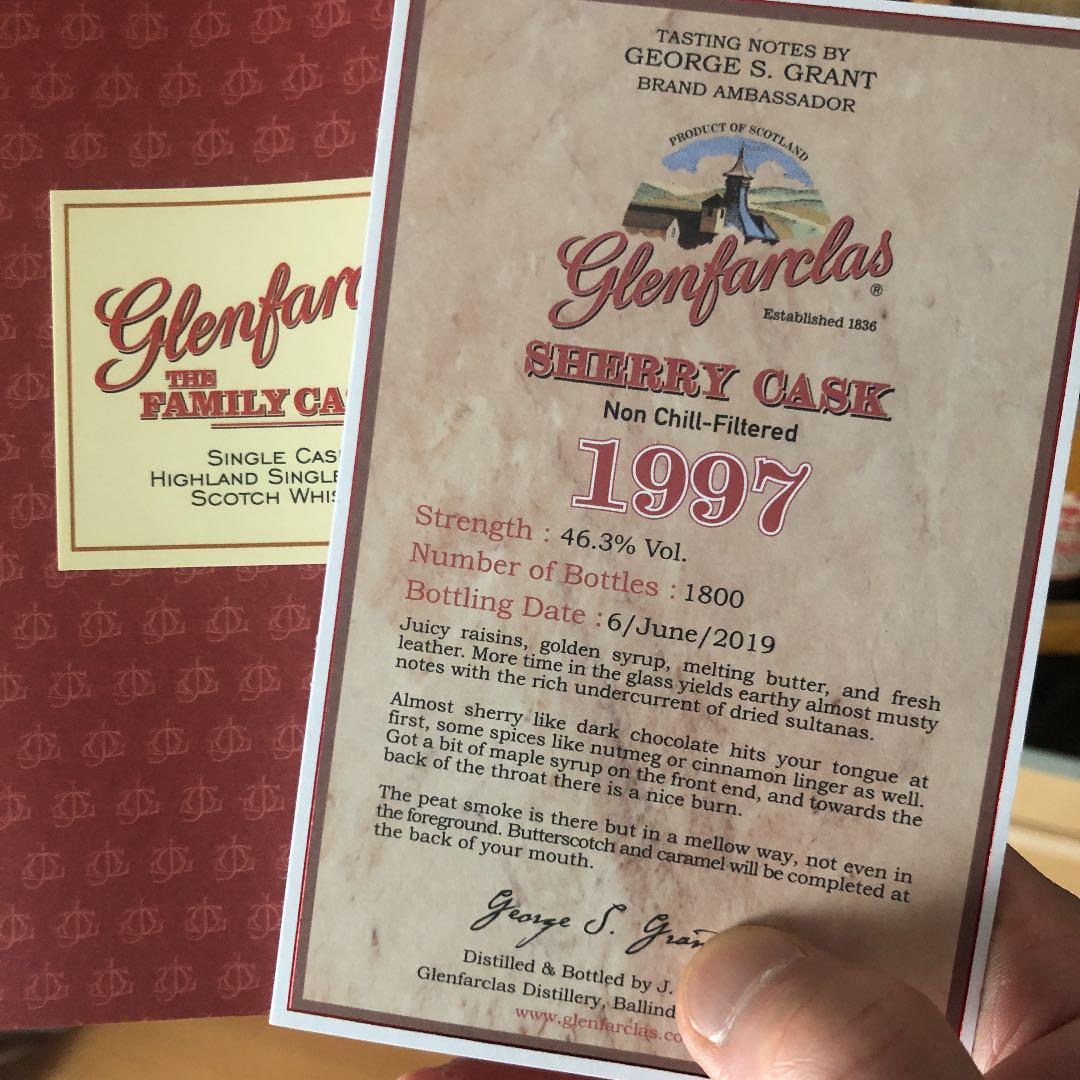 Glenfar
THE
FAMILY CA
SINGLE CAS
HIGHLAND SINGLE
SCOTCH WHIS
TASTING NOTES BY
GEORGE S. GRANT
BRAND AMBASSADOR
PRODUCT OF SCOTLAND
Glenfarclas®
Established 1836
SHERRY CASK
Non Chill-Filtered
1997
Strength : 46.3% Vol.
Number of Bottles : 1800
Bottling Date : 6/June/2019
Juicy raisins, golden syrup, melting butter, and fresh
leather. More time in the glass yields earthy almost musty
notes with the rich undercurrent of dried sultanas.
Almost sherry like dark chocolate hits your tongue at
first, some spices like nutmeg or cinnamon linger as well.
Got a bit of maple syrup on the front end, and towards the
back of the throat there is a nice burn.
The peat smoke is there but in a mellow way, not even in
the foreground. Butterscotch and caramel will be completed at
the back of your mouth.
George S. Gran
Distilled & Bottled by J.
Glenfarclas Distillery, Ballind
www.glenfarclas.co